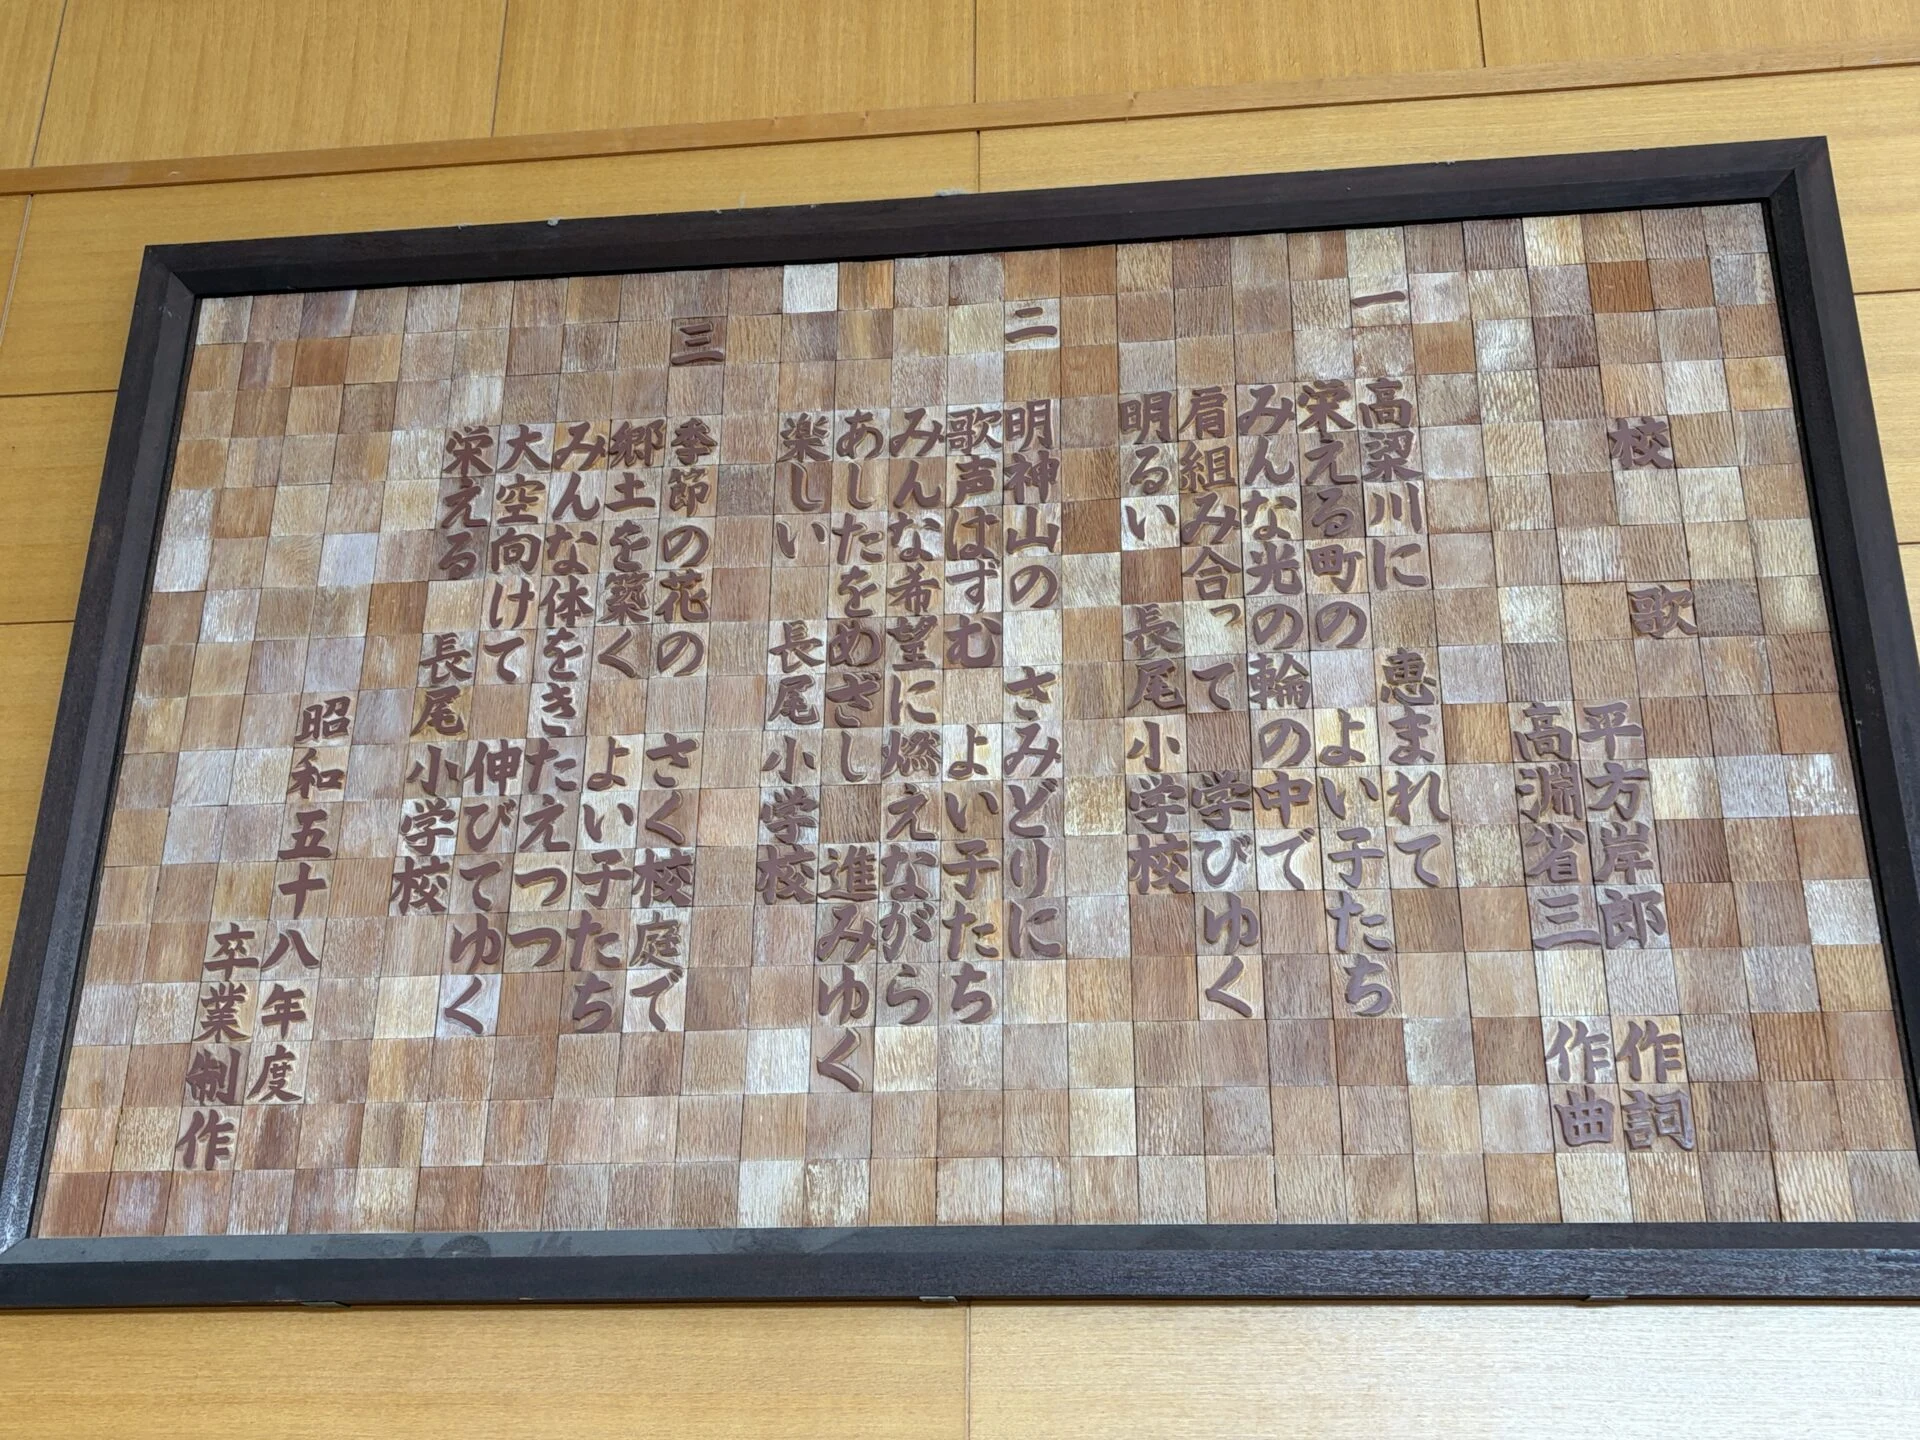 校歌
平方岸郎 作詞
高淵省三 作曲
一
高梁川に 恵まれて
栄える町の よい子たち
みんな光の輪の中で
肩組み合って 学びゆく
明るい 長尾小学校
二
明神山の さみどりに
歌声はずむ よい子たち
みんな希望に燃えながら
あしたをめざし 進みゆく
楽しい 長尾小学校
三
季節の花の さく校庭で
郷土を築く よい子たち
みんな体をきたえつつ
大空向けて 伸びてゆく
栄える 長尾小学校
昭和五十八年度
卒業制作